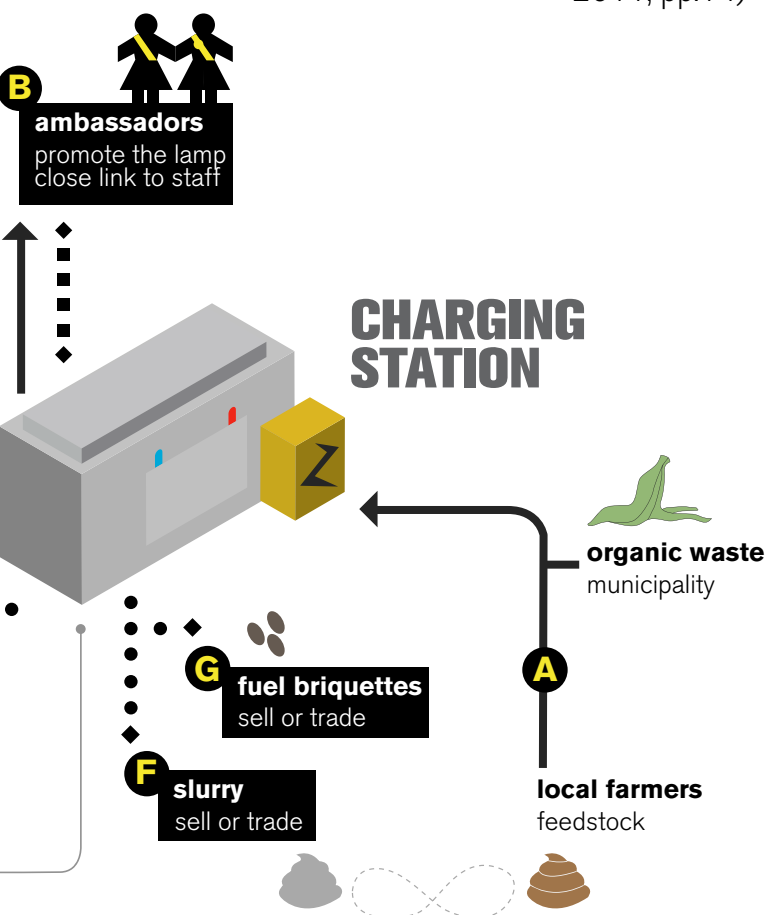 B
ambassadors
promote the lamp
close link to staff
CHARGING
STATION
organic waste
municipality
A
G
fuel briquettes
sell or trade
F
slurry
sell or trade
local farmers
feedstock